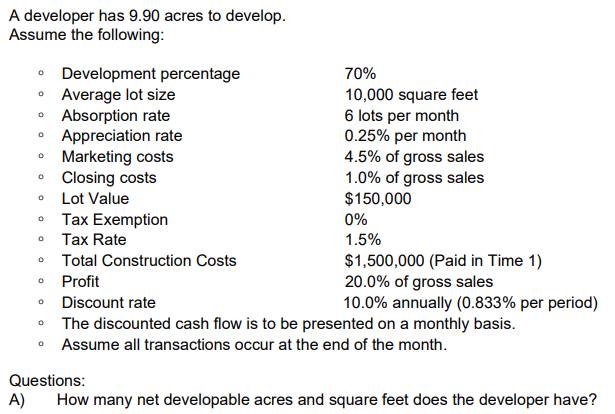 A developer has 9.90 acres to develop.
Assume the following:
° Development percentage 70%
° Average lot size 10,000 square feet
° Absorption rate 6 lots per month
° Appreciation rate 0.25% per month
° Marketing costs 4.5% of gross sales
° Closing costs 1.0% of gross sales
° Lot Value $150,000
° Tax Exemption 0%
° Tax Rate 1.5%
° Total Construction Costs $1,500,000 (Paid in Time 1)
° Profit 20.0% of gross sales
° Discount rate 10.0% annually (0.833% per period)
° The discounted cash flow is to be presented on a monthly basis.
° Assume all transactions occur at the end of the month.
Questions:
A) How many net developable acres and square feet does the developer have?